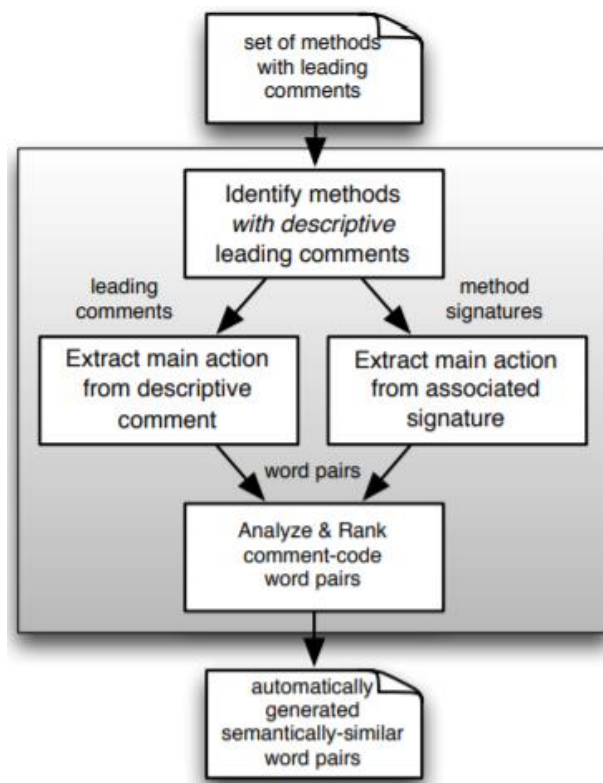 set of methods
with leading
comments
Identify methods
with descriptive
leading comments
leading
comments
method
signatures
Extract main action
from descriptive
comment
Extract main action
from associated
signature
word pairs
Analyze & Rank
comment-code
word pairs
automatically
generated
semantically-similar
word pairs